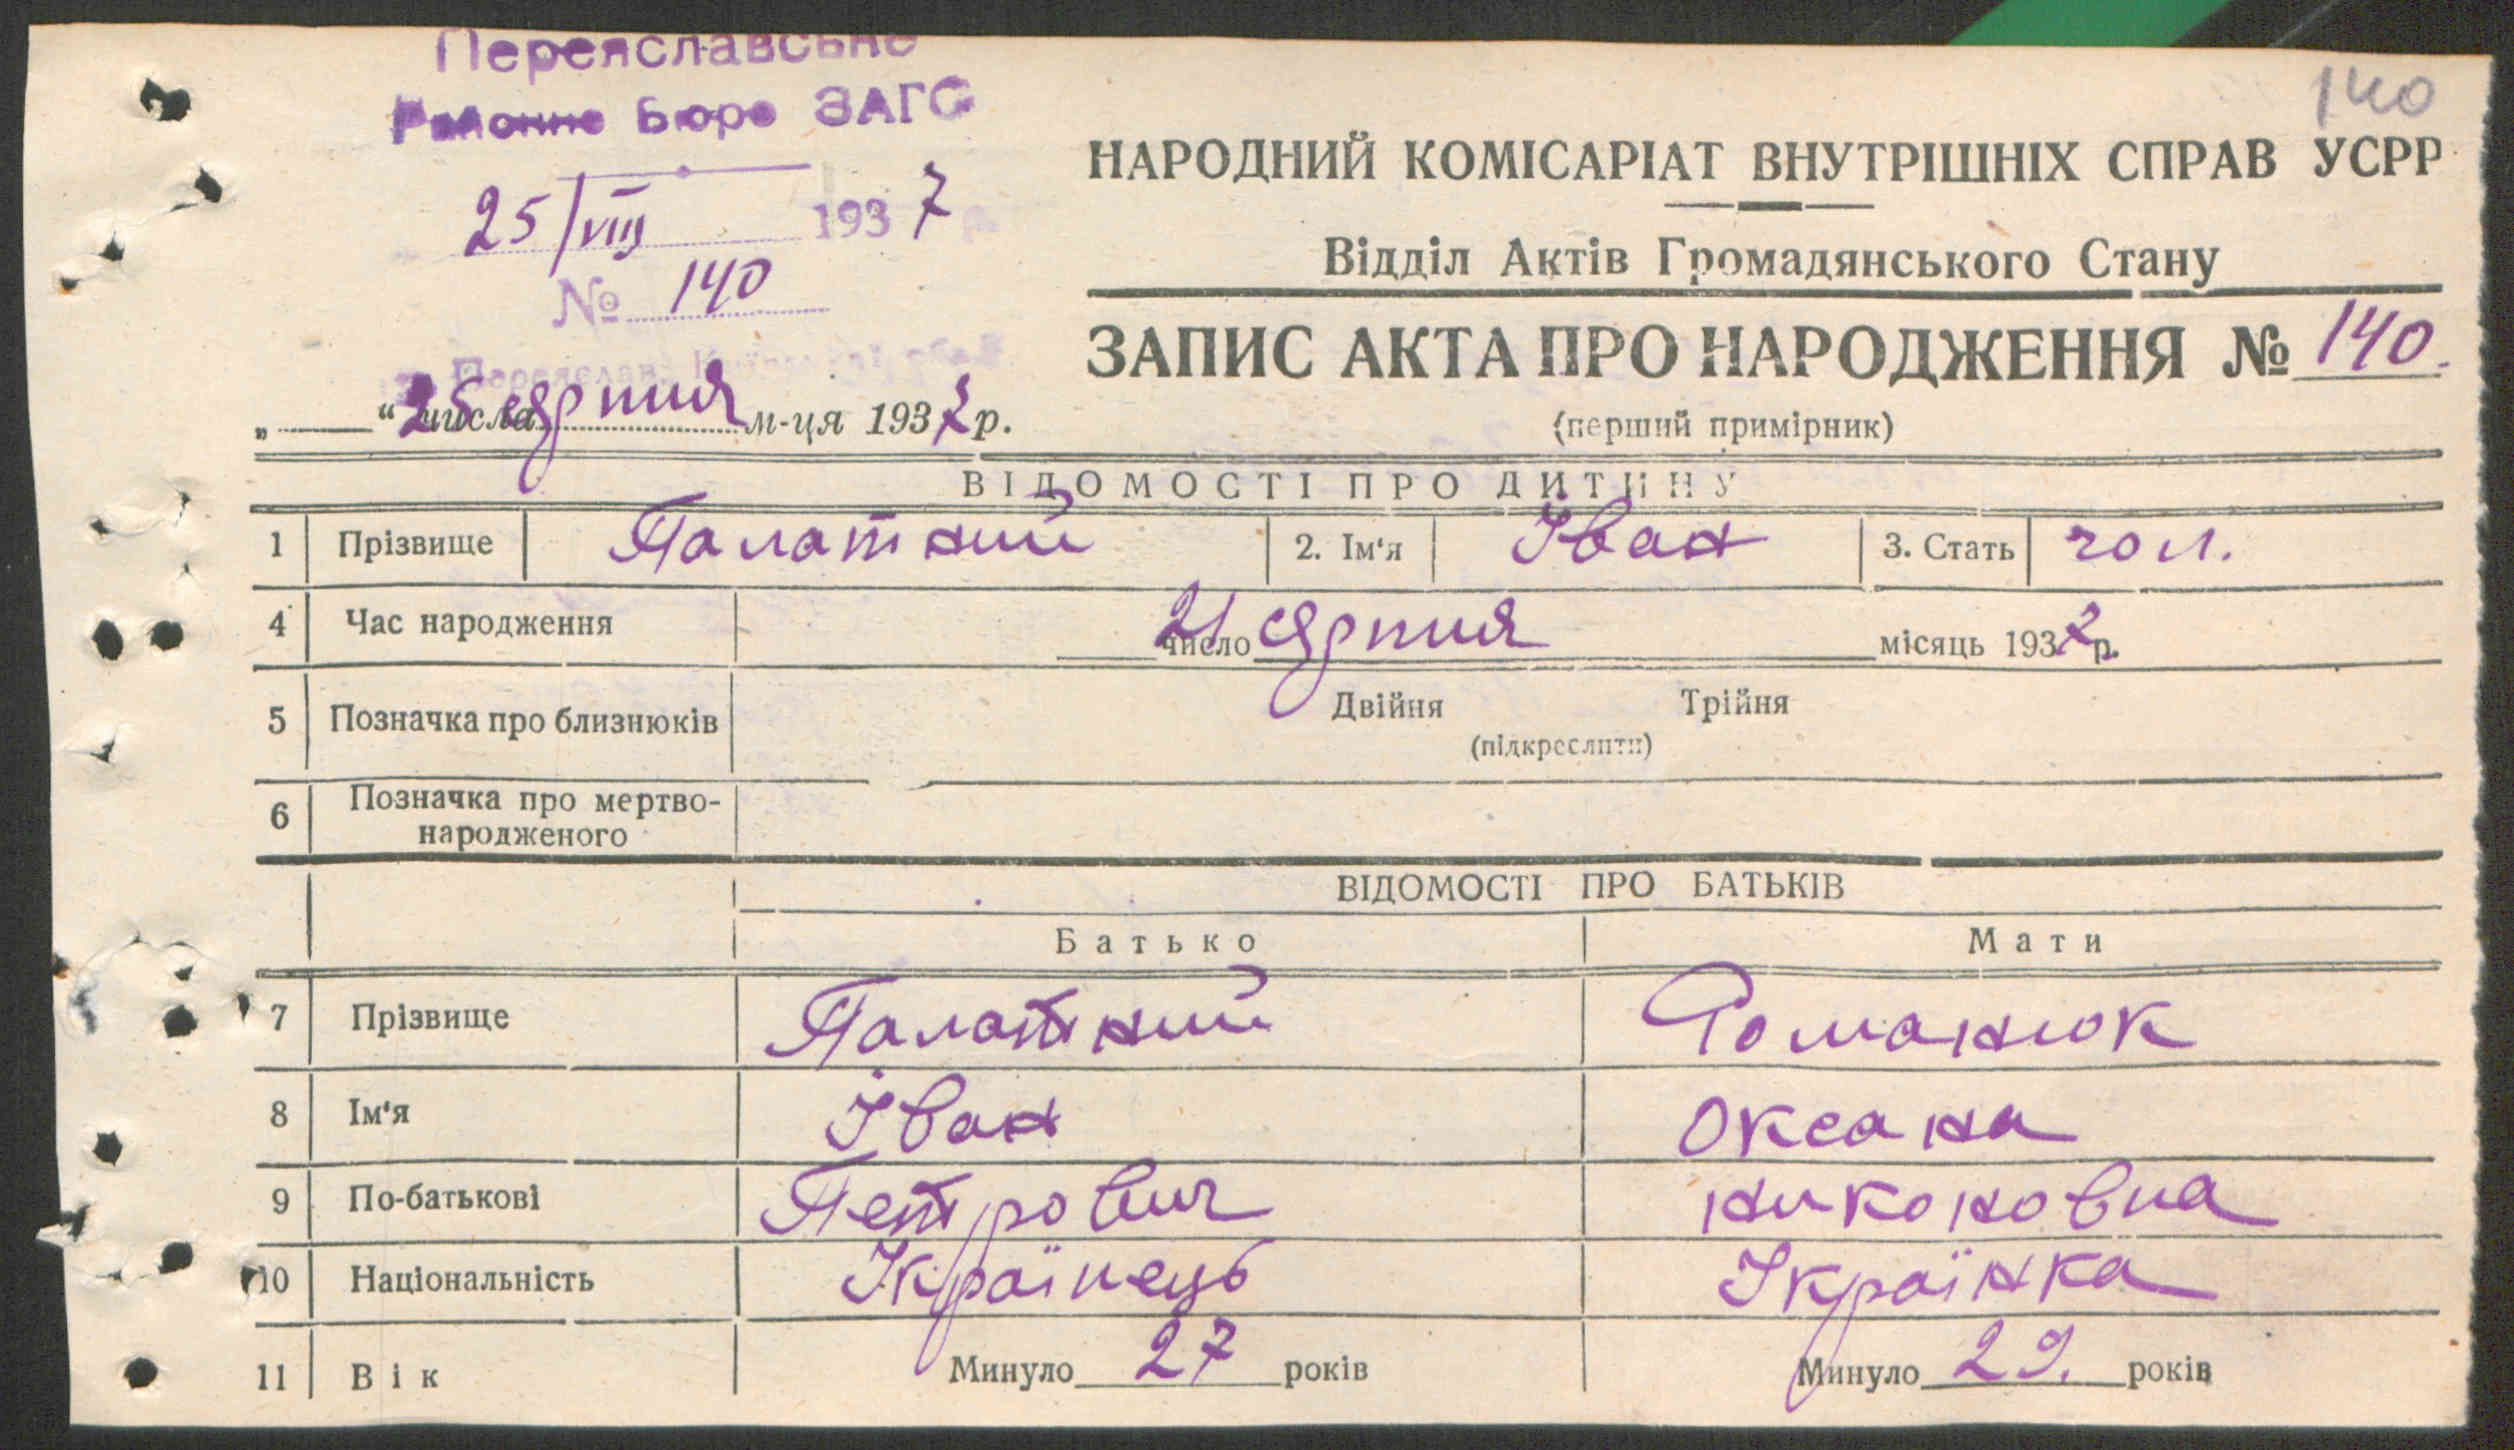 Переяславське
Районне Бюро ЗАГС
25/VIII 1937
№ 140
140
НАРОДНИЙ КОМІСАРІАТ ВНУТРІШНІХ СПРАВ УСРР
Відділ Актів Громадянського Стану
ЗАПИС АКТА ПРО НАРОДЖЕННЯ № 140.
(перший примірник)
„ “ 25 числа серпня м-ця 1937 р.
ВІДОМОСТІ ПРО ДИТИНУ
1 Прізвище Палатний 2. Ім‘я Іван 3. Стать чол.
4 Час народження 21 число серпня місяць 1937 р.
5 Позначка про близнюків Двійня Трійня
(підкреслити)
6 Позначка про мертво-
народженого
ВІДОМОСТІ ПРО БАТЬКІВ
Батько Мати
7 Прізвище Палатний Романюк
8 Ім‘я Іван Оксана
9 По-батькові Петрович Никоновна
10 Національність Українець Українка
11 Вік Минуло 27 років Минуло 29. років